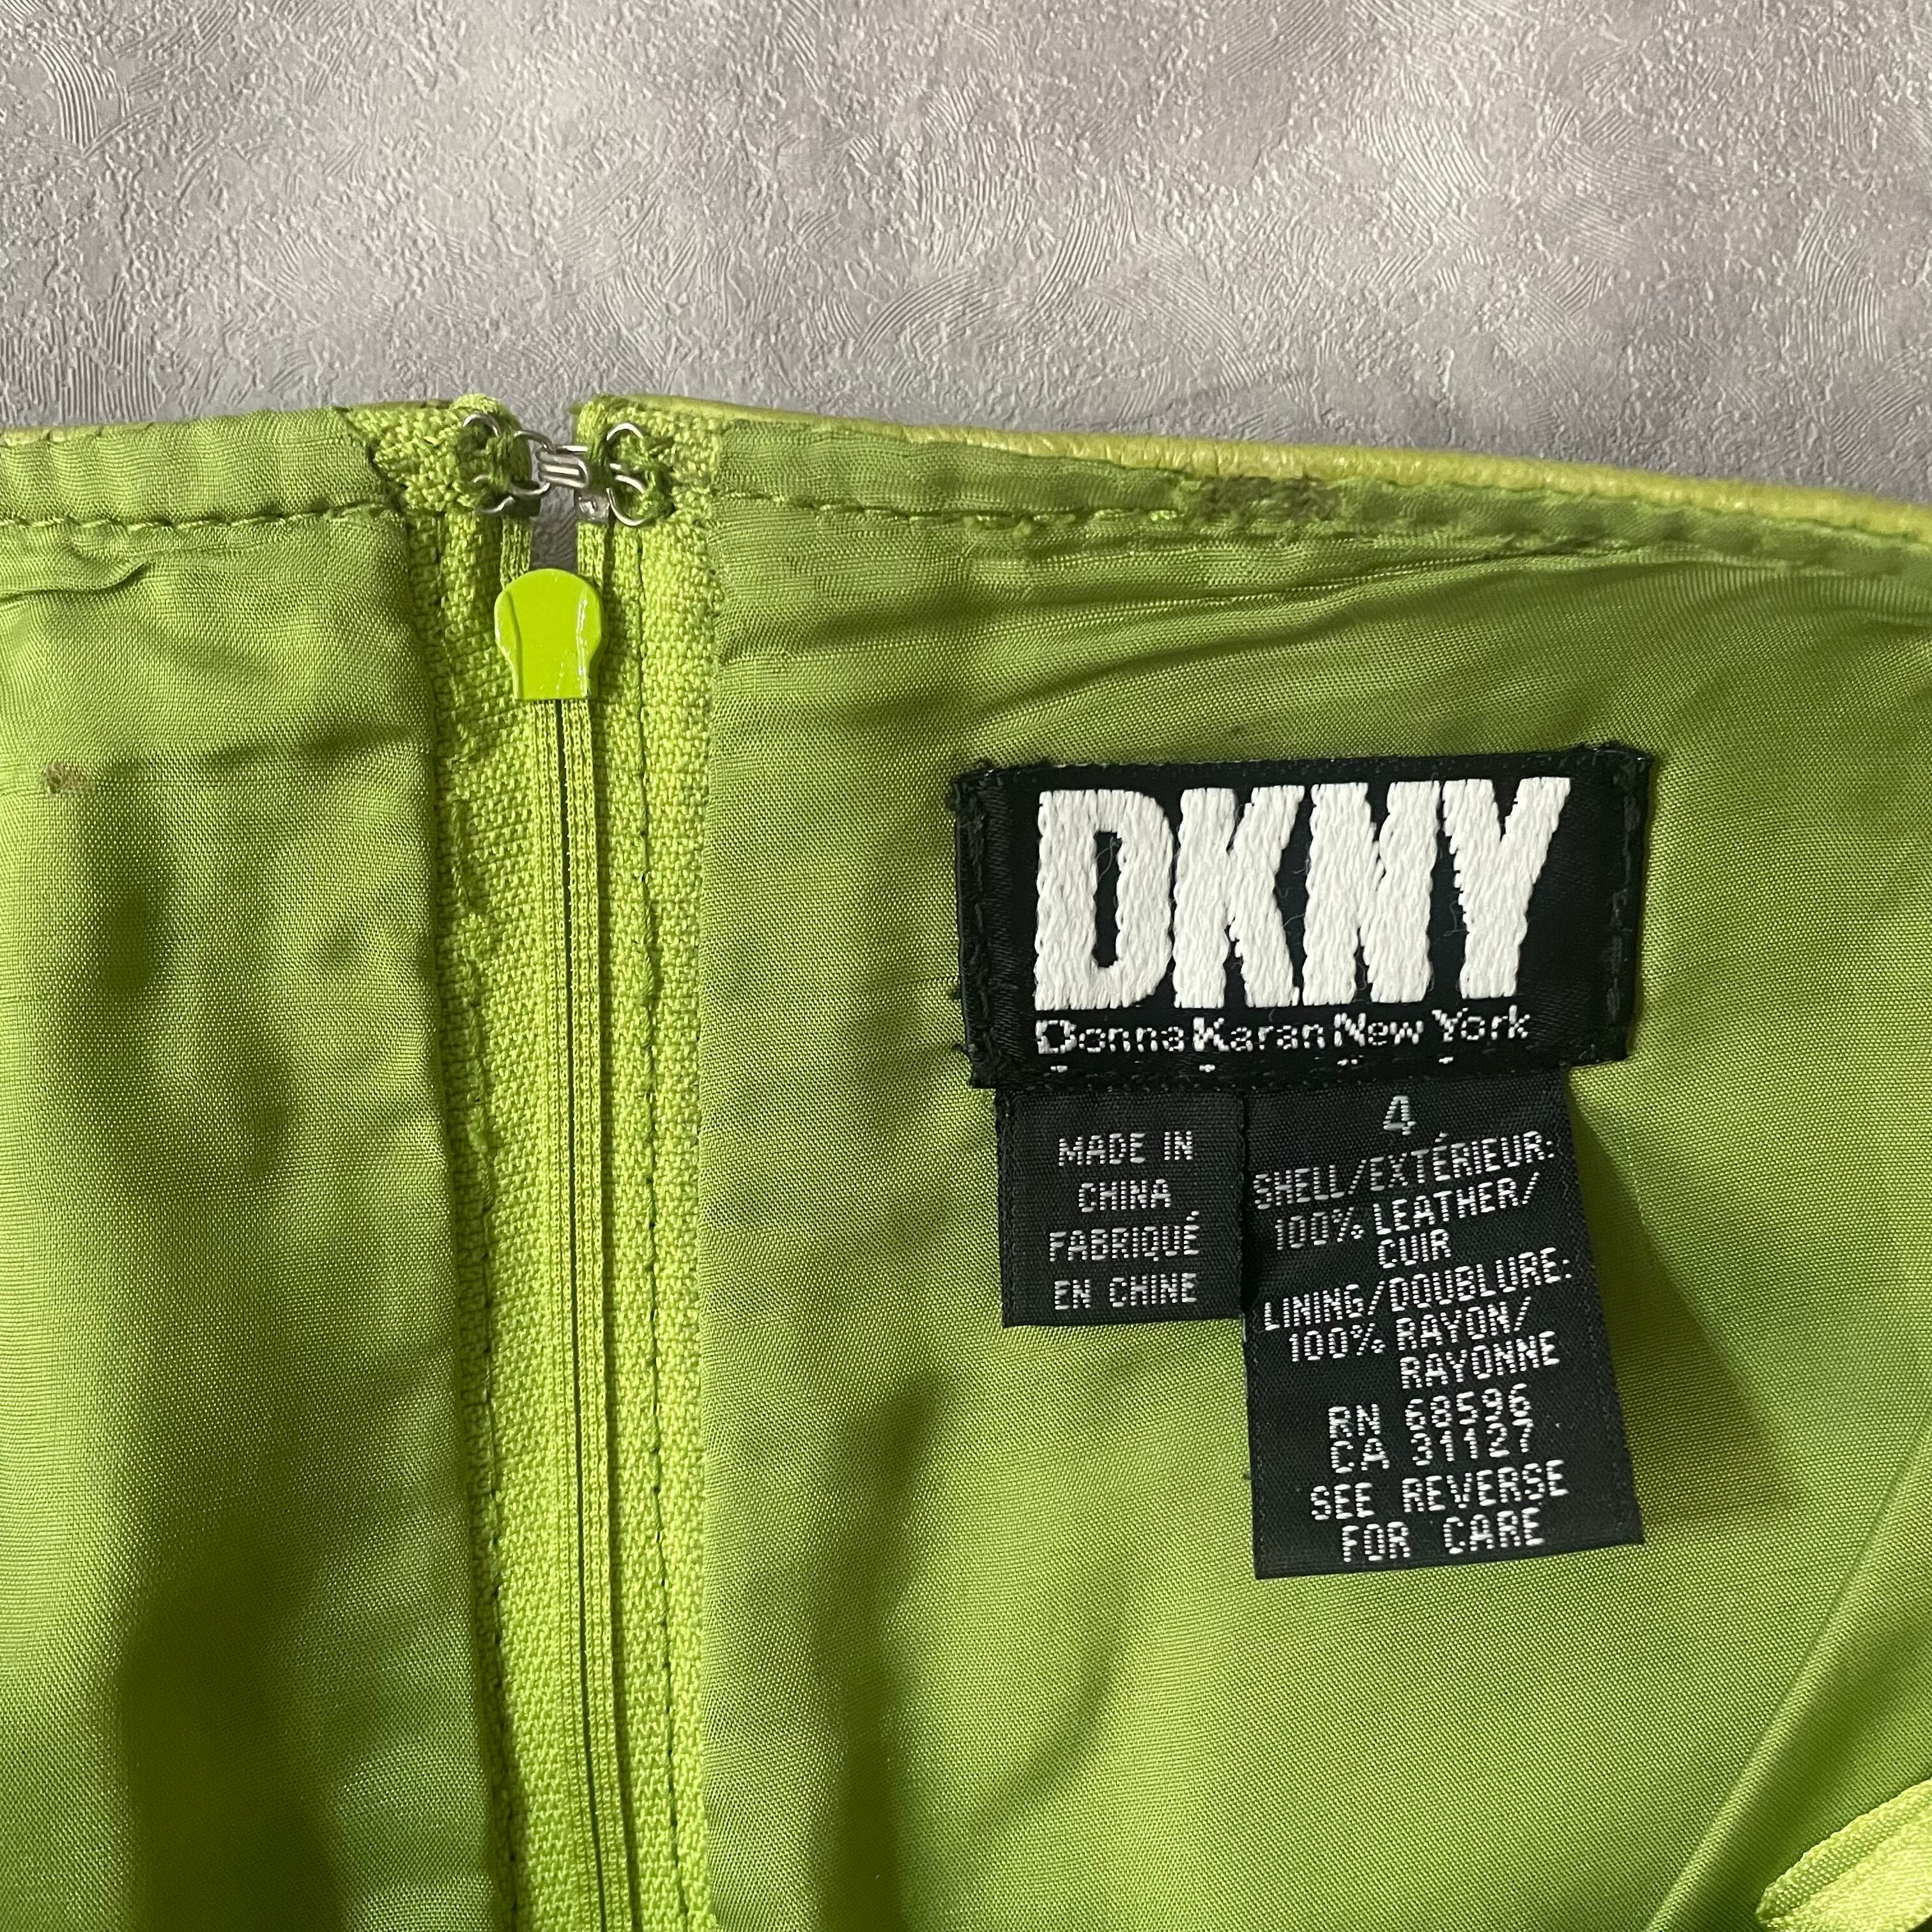 DKNY
Donna Karan New York
MADE IN
CHINA
FABRIQUÉ
EN CHINE
4
SHELL/EXTÉRIEUR:
100% LEATHER/
CUIR
LINING/DOUBLURE:
100% RAYON/
RAYONNE
RN 68596
CA 31127
SEE REVERSE
FOR CARE